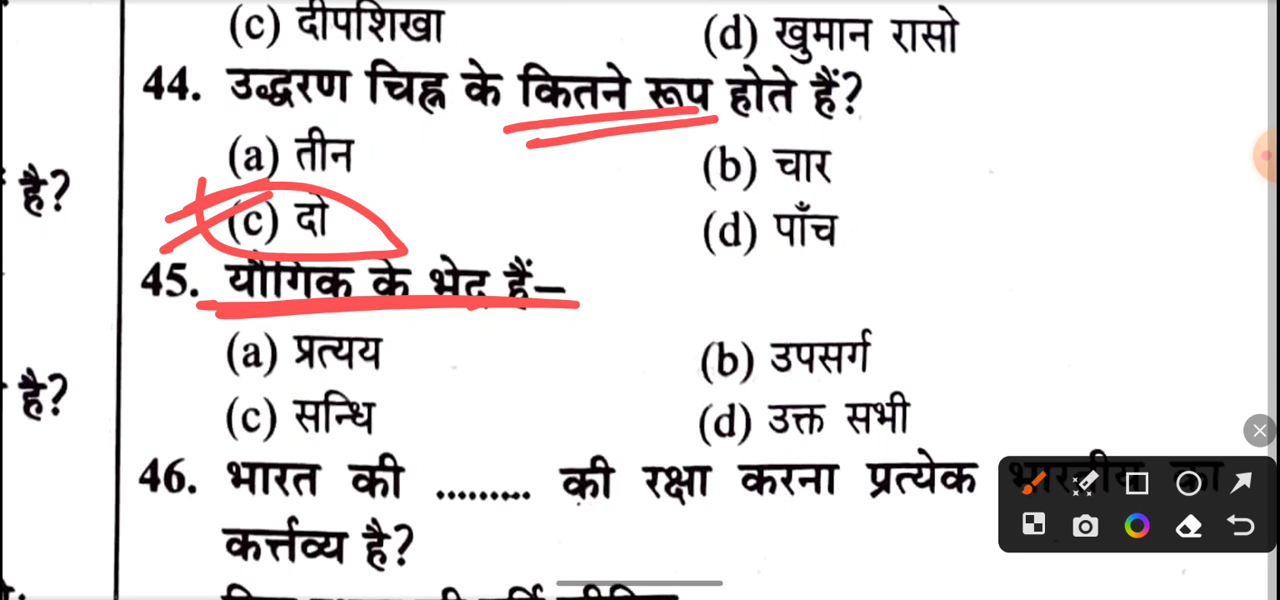 (c) दीपशिखा (d) खुमान रासो
44. उद्धरण चिह्न के कितने रूप होते हैं?
(a) तीन (b) चार
है?
(c) दो (d) पाँच
45. यौगिक के भेद हैं–
(a) प्रत्यय (b) उपसर्ग
है?
(c) सन्धि (d) उक्त सभी
46. भारत की ......... की रक्षा करना प्रत्येक भारतीय का
कर्त्तव्य है?